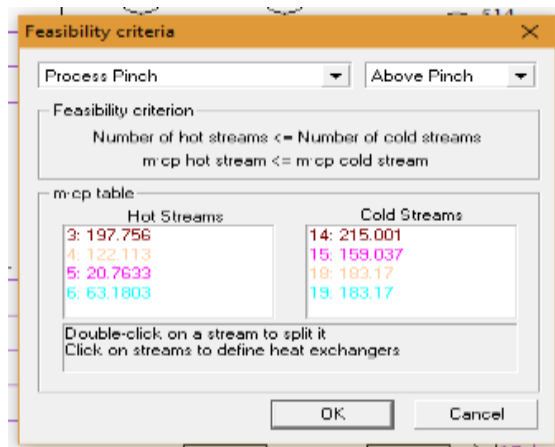 S14
Feasibility criteria
Process Pinch
Above Pinch
Feasibility criterion
Number of hot streams <= Number of cold streams
m·cp hot stream <= m·cp cold stream
m·cp table
Hot Streams
Cold Streams
3: 197.756
14: 215.001
4: 122.113
15: 159.037
5: 20.7633
18: 183.17
6: 63.1803
19: 183.17
Double-click on a stream to split it
Click on streams to define heat exchangers
OK
Cancel